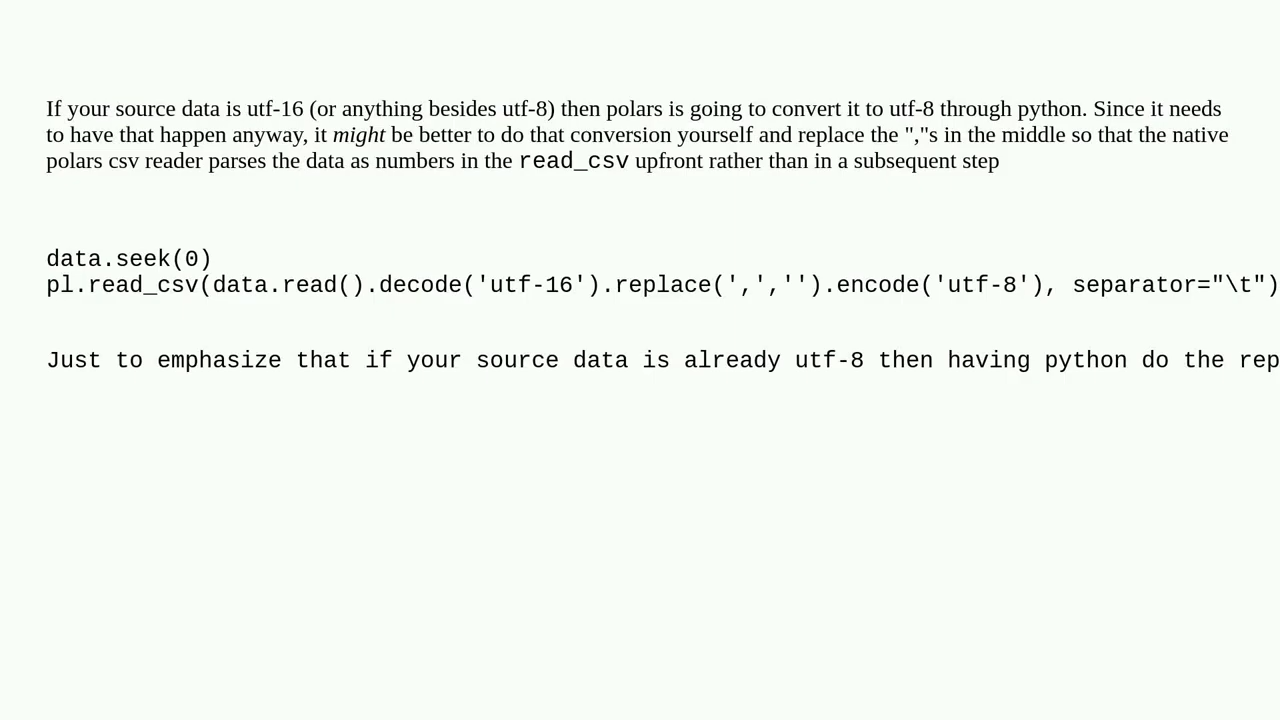 If your source data is utf-16 (or anything besides utf-8) then polars is going to convert it to utf-8 through python. Since it needs
to have that happen anyway, it might be better to do that conversion yourself and replace the ","s in the middle so that the native
polars csv reader parses the data as numbers in the read_csv upfront rather than in a subsequent step
data.seek(0)
pl.read_csv(data.read().decode('utf-16').replace(',','').encode('utf-8'), separator="\t")
Just to emphasize that if your source data is already utf-8 then having python do the